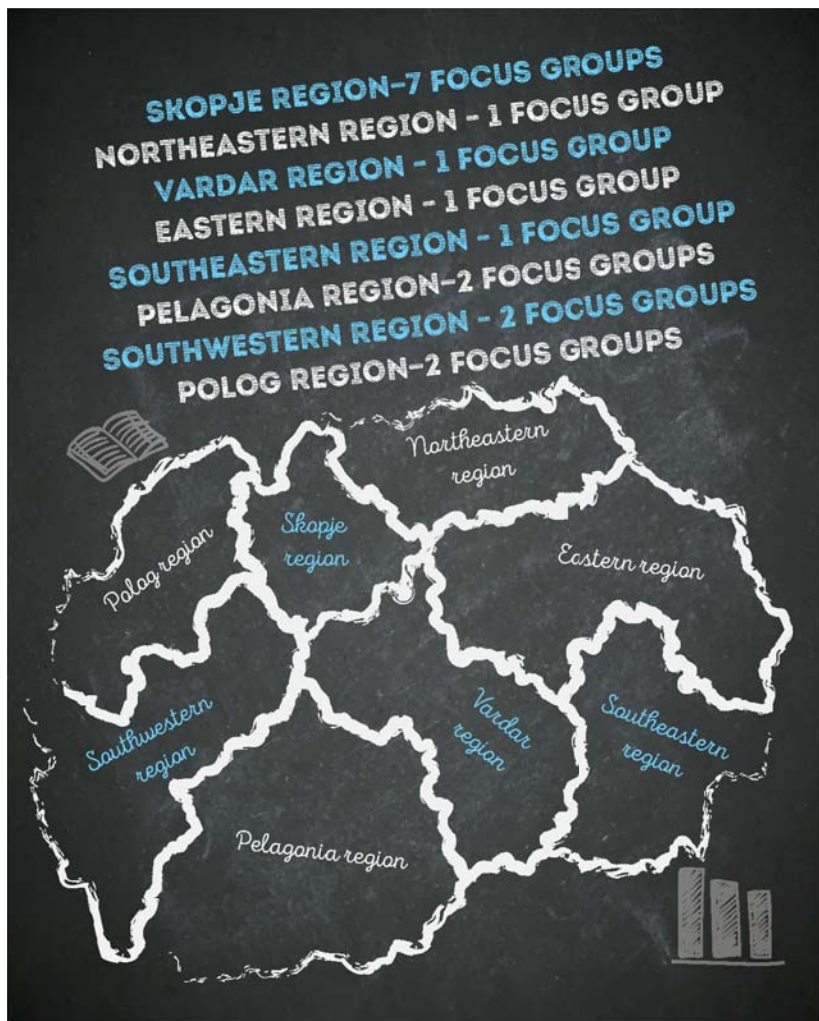 SKOPJE REGION-7 FOCUS GROUPS
NORTHEASTERN REGION - 1 FOCUS GROUP
VARDAR REGION - 1 FOCUS GROUP
EASTERN REGION - 1 FOCUS GROUP
SOUTHEASTERN REGION - 1 FOCUS GROUP
PELAGONIA REGION-2 FOCUS GROUPS
SOUTHWESTERN REGION - 2 FOCUS GROUPS
POLOG REGION-2 FOCUS GROUPS
Northeastern
region
Skopje
region
Polog region
Eastern region
Southwestern
region
Vardar
region
Southeastern
region
Pelagonia region